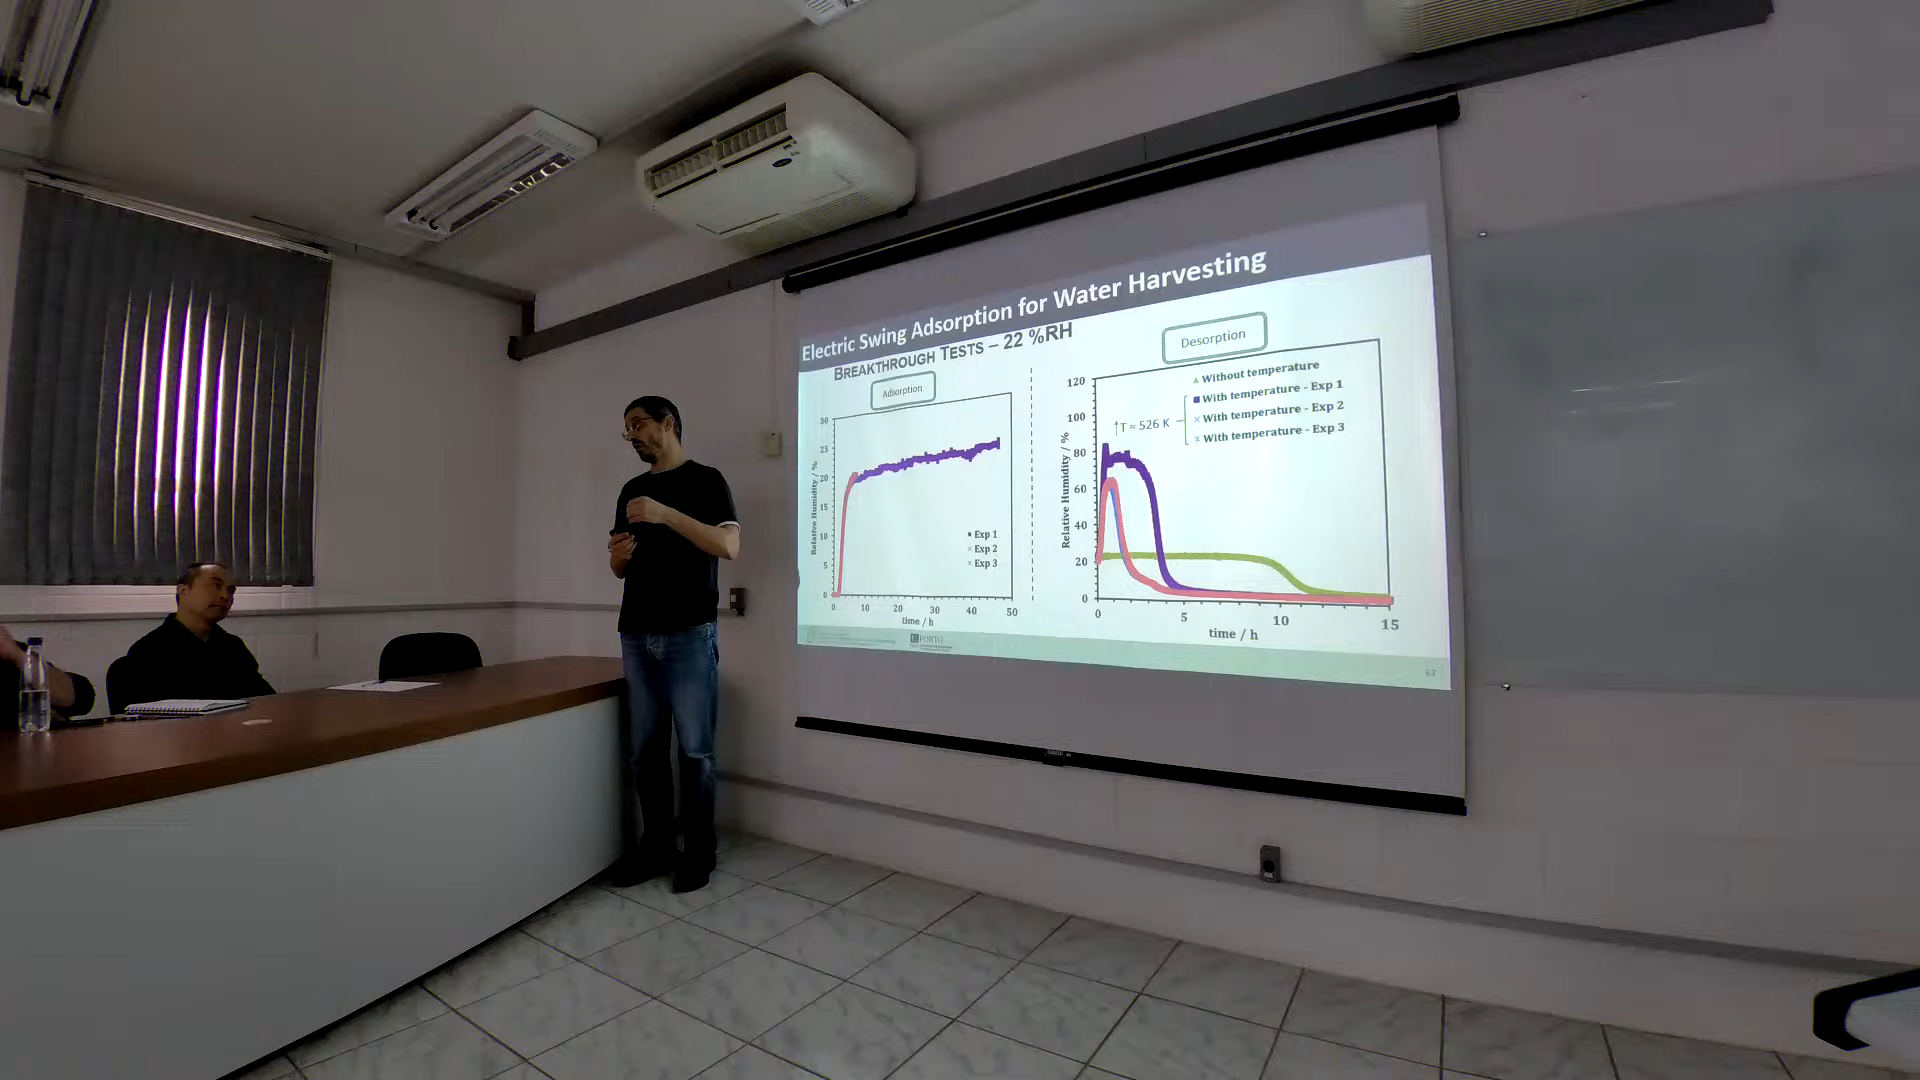 Electric Swing Adsorption for Water Harvesting
BREAKTHROUGH TESTS – 22 %RH
Adsorption
30
25
20
15
10
5
0
Relative Humidity / %
Exp 1
Exp 2
Exp 3
0 10 20 30 40 50
time / h
Desorption
120
100
80
60
40
20
0
Relative Humidity / %
Without temperature
With temperature - Exp 1
With temperature - Exp 2
With temperature - Exp 3
↑T ≈ 526 K
0 5 10 15
time / h
PORTO
62